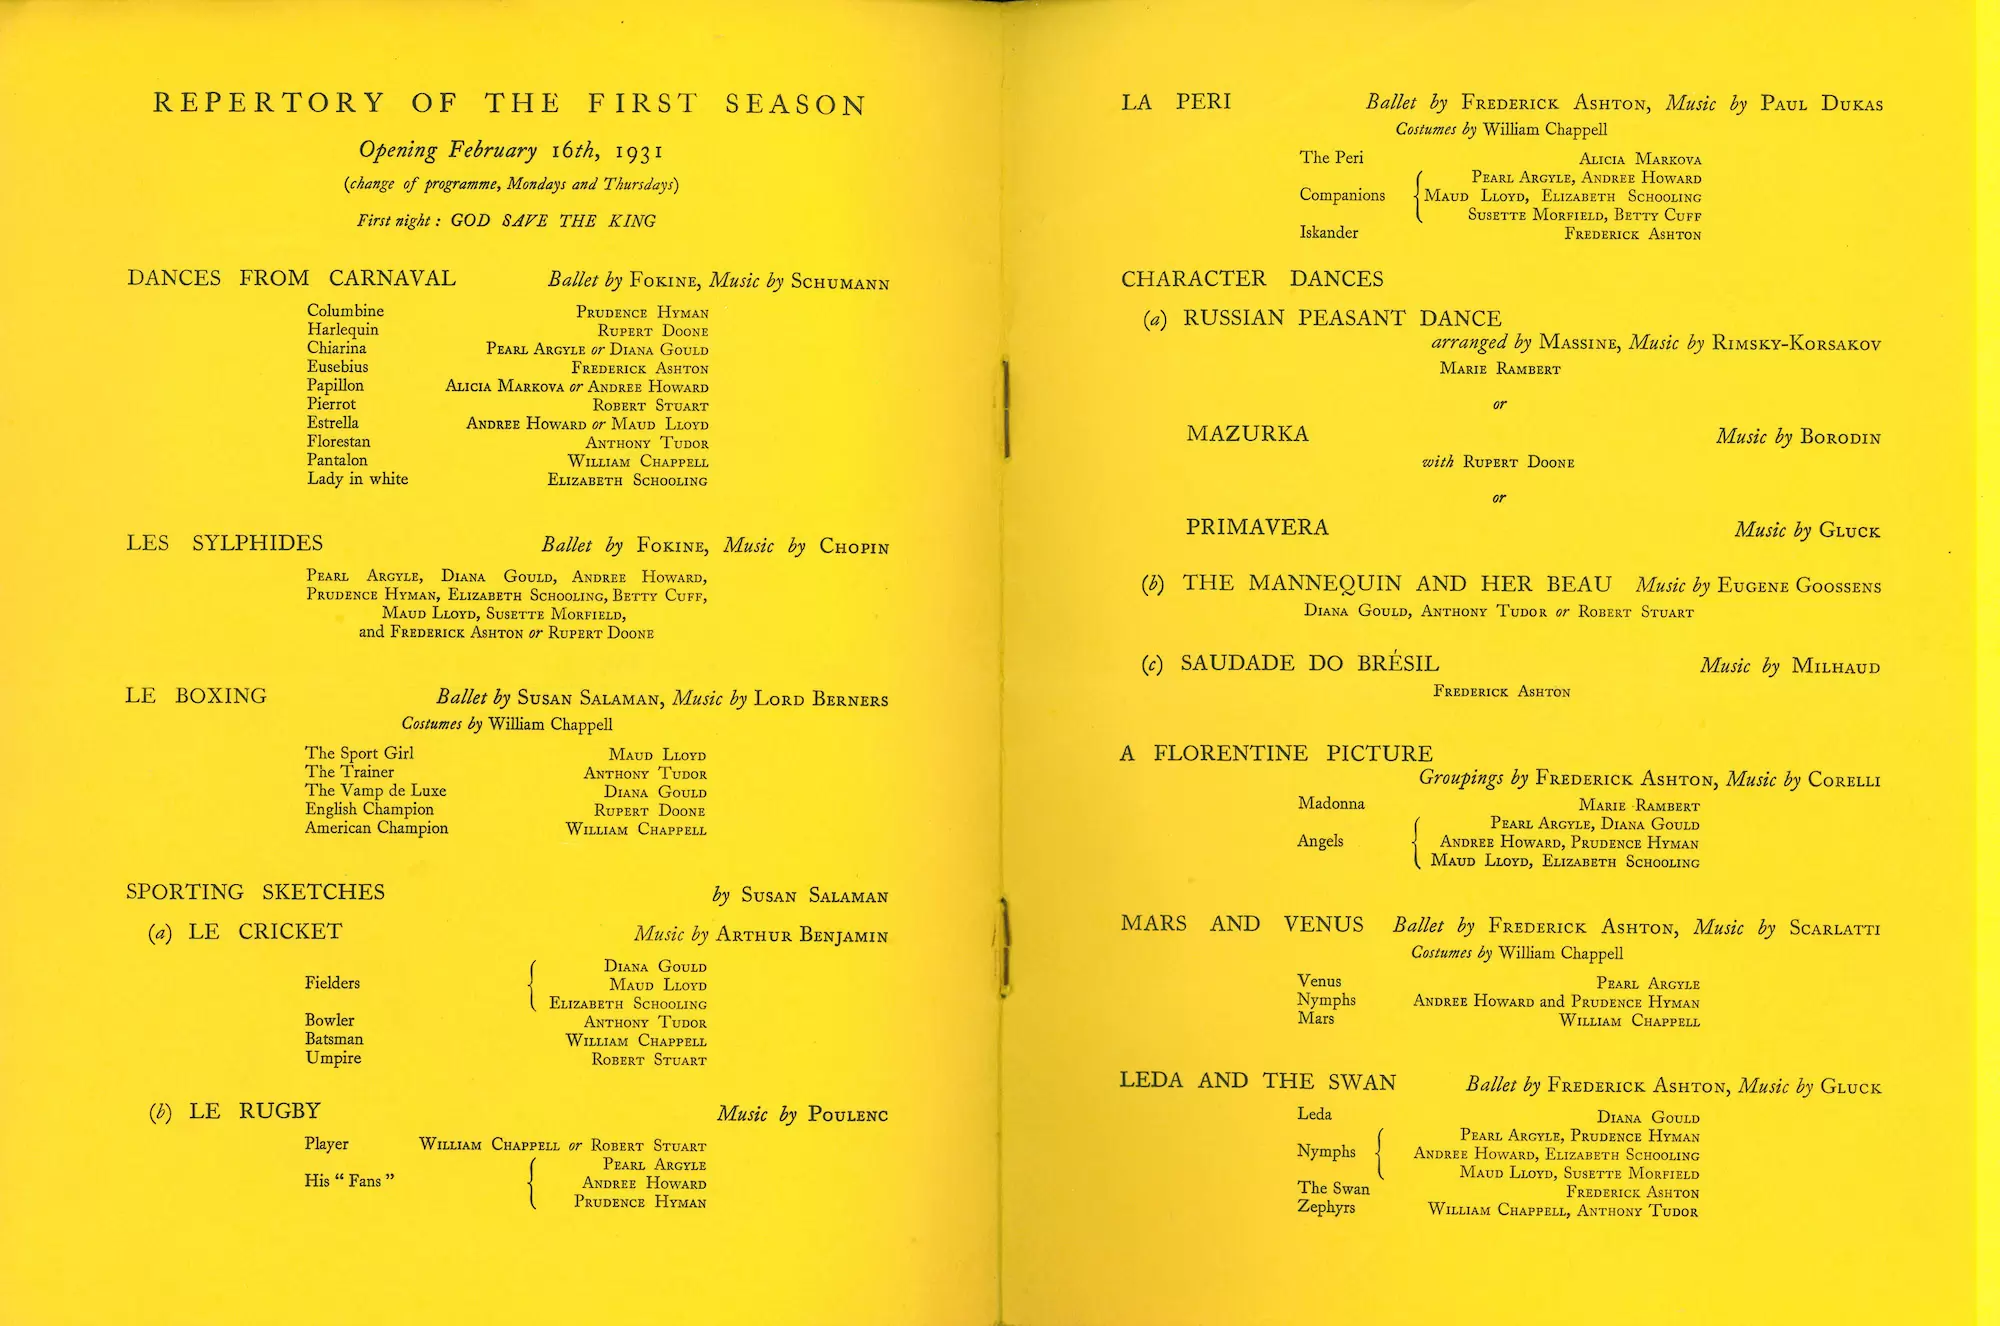 REPERTORY OF THE FIRST SEASON
Opening February 16th, 1931
(change of programme, Mondays and Thursdays)
First night : GOD SAVE THE KING
DANCES FROM CARNAVAL Ballet by FOKINE, Music by SCHUMANN
Columbine PRUDENCE HYMAN
Harlequin RUPERT DOONE
Chiarina PEARL ARGYLE or DIANA GOULD
Eusebius FREDERICK ASHTON
Papillon ALICIA MARKOVA or ANDREE HOWARD
Pierrot ROBERT STUART
Estrella ANDREE HOWARD or MAUD LLOYD
Florestan ANTHONY TUDOR
Pantalon WILLIAM CHAPPELL
Lady in white ELIZABETH SCHOOLING
LES SYLPHIDES Ballet by FOKINE, Music by CHOPIN
PEARL ARGYLE, DIANA GOULD, ANDREE HOWARD,
PRUDENCE HYMAN, ELIZABETH SCHOOLING, BETTY CUFF,
MAUD LLOYD, SUSETTE MORFIELD,
and FREDERICK ASHTON or RUPERT DOONE
LE BOXING Ballet by SUSAN SALAMAN, Music by LORD BERNERS
Costumes by William Chappell
The Sport Girl MAUD LLOYD
The Trainer ANTHONY TUDOR
The Vamp de Luxe DIANA GOULD
English Champion RUPERT DOONE
American Champion WILLIAM CHAPPELL
SPORTING SKETCHES by SUSAN SALAMAN
(a) LE CRICKET Music by ARTHUR BENJAMIN
DIANA GOULD
Fielders MAUD LLOYD
ELIZABETH SCHOOLING
Bowler ANTHONY TUDOR
Batsman WILLIAM CHAPPELL
Umpire ROBERT STUART
(b) LE RUGBY Music by POULENC
Player WILLIAM CHAPPELL or ROBERT STUART
PEARL ARGYLE
His " Fans " ANDREE HOWARD
PRUDENCE HYMAN
LA PERI Ballet by FREDERICK ASHTON, Music by PAUL DUKAS
Costumes by William Chappell
The Peri ALICIA MARKOVA
PEARL ARGYLE, ANDREE HOWARD
Companions MAUD LLOYD, ELIZABETH SCHOOLING
SUSETTE MORFIELD, BETTY CUFF
Iskander FREDERICK ASHTON
CHARACTER DANCES
(a) RUSSIAN PEASANT DANCE
arranged by MASSINE, Music by RIMSKY-KORSAKOV
MARIE RAMBERT
or
MAZURKA Music by BORODIN
with RUPERT DOONE
or
PRIMAVERA Music by GLUCK
(b) THE MANNEQUIN AND HER BEAU Music by EUGENE GOOSSENS
DIANA GOULD, ANTHONY TUDOR or ROBERT STUART
(c) SAUDADE DO BRÉSIL Music by MILHAUD
FREDERICK ASHTON
A FLORENTINE PICTURE
Groupings by FREDERICK ASHTON, Music by CORELLI
Madonna MARIE RAMBERT
PEARL ARGYLE, DIANA GOULD
Angels ANDREE HOWARD, PRUDENCE HYMAN
MAUD LLOYD, ELIZABETH SCHOOLING
MARS AND VENUS Ballet by FREDERICK ASHTON, Music by SCARLATTI
Costumes by William Chappell
Venus PEARL ARGYLE
Nymphs ANDREE HOWARD and PRUDENCE HYMAN
Mars WILLIAM CHAPPELL
LEDA AND THE SWAN Ballet by FREDERICK ASHTON, Music by GLUCK
Leda DIANA GOULD
PEARL ARGYLE, PRUDENCE HYMAN
Nymphs ANDREE HOWARD, ELIZABETH SCHOOLING
MAUD LLOYD, SUSETTE MORFIELD
The Swan FREDERICK ASHTON
Zephyrs WILLIAM CHAPPELL, ANTHONY TUDOR